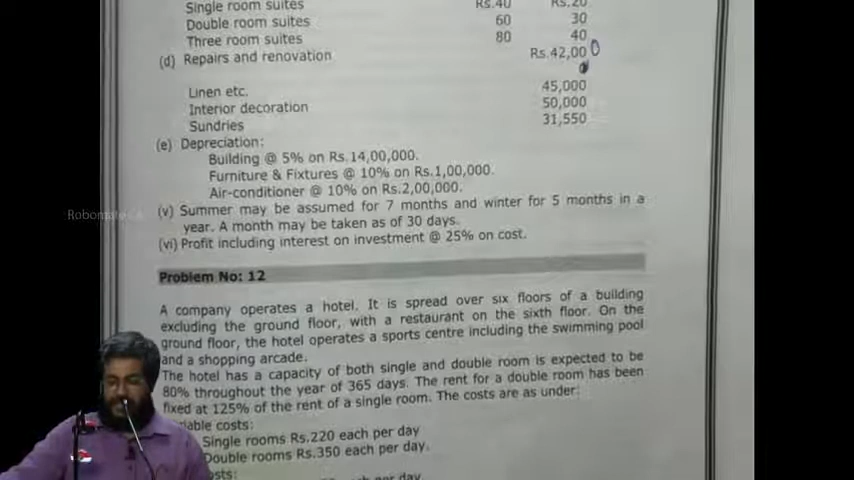 Single room suites Rs.40 Rs.20
Double room suites 60 30
Three room suites 80 40
(d) Repairs and renovation Rs.42,000
Linen etc. 45,000
Interior decoration 50,000
Sundries 31,550
(e) Depreciation:
Building @ 5% on Rs.14,00,000.
Furniture & Fixtures @ 10% on Rs.1,00,000.
Air-conditioner @ 10% on Rs.2,00,000.
(v) Summer may be assumed for 7 months and winter for 5 months in a
year. A month may be taken as of 30 days.
(vi) Profit including interest on investment @ 25% on cost.
Problem No: 12
A company operates a hotel. It is spread over six floors of a building
excluding the ground floor, with a restaurant on the sixth floor. On the
ground floor, the hotel operates a sports centre including the swimming pool
and a shopping arcade.
The hotel has a capacity of both single and double room is expected to be
80% throughout the year of 365 days. The rent for a double room has been
fixed at 125% of the rent of a single room. The costs are as under:
costs:
Single rooms Rs.220 each per day
Double rooms Rs.350 each per day.
each per day